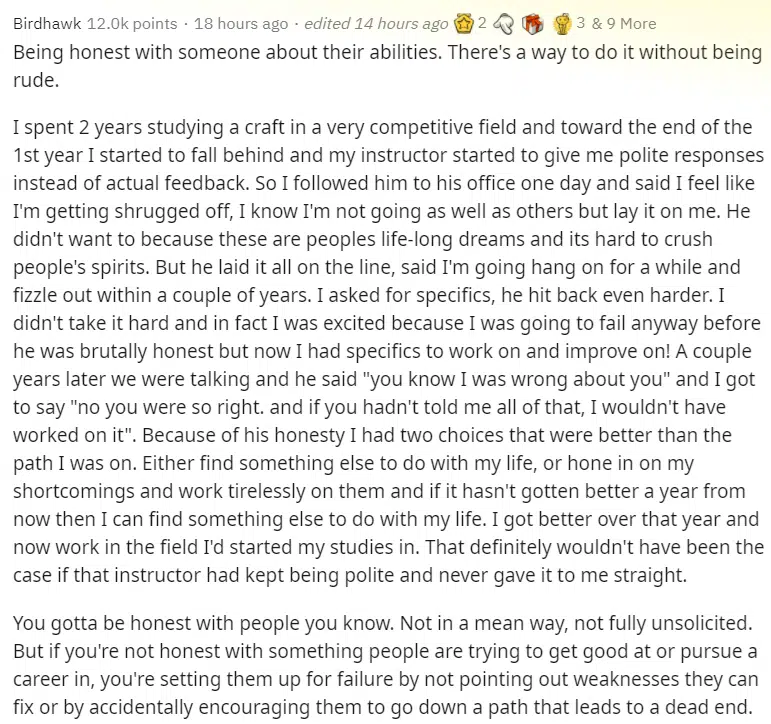 Birdhawk 12.0k points · 18 hours ago · edited 14 hours ago 2 3 & 9 More
Being honest with someone about their abilities. There's a way to do it without being
rude.
I spent 2 years studying a craft in a very competitive field and toward the end of the
1st year I started to fall behind and my instructor started to give me polite responses
instead of actual feedback. So I followed him to his office one day and said I feel like
I'm getting shrugged off, I know I'm not going as well as others but lay it on me. He
didn't want to because these are peoples life-long dreams and its hard to crush
people's spirits. But he laid it all on the line, said I'm going hang on for a while and
fizzle out within a couple of years. I asked for specifics, he hit back even harder. I
didn't take it hard and in fact I was excited because I was going to fail anyway before
he was brutally honest but now I had specifics to work on and improve on! A couple
years later we were talking and he said "you know I was wrong about you" and I got
to say "no you were so right. and if you hadn't told me all of that, I wouldn't have
worked on it". Because of his honesty I had two choices that were better than the
path I was on. Either find something else to do with my life, or hone in on my
shortcomings and work tirelessly on them and if it hasn't gotten better a year from
now then I can find something else to do with my life. I got better over that year and
now work in the field I'd started my studies in. That definitely wouldn't have been the
case if that instructor had kept being polite and never gave it to me straight.
You gotta be honest with people you know. Not in a mean way, not fully unsolicited.
But if you're not honest with something people are trying to get good at or pursue a
career in, you're setting them up for failure by not pointing out weaknesses they can
fix or by accidentally encouraging them to go down a path that leads to a dead end.